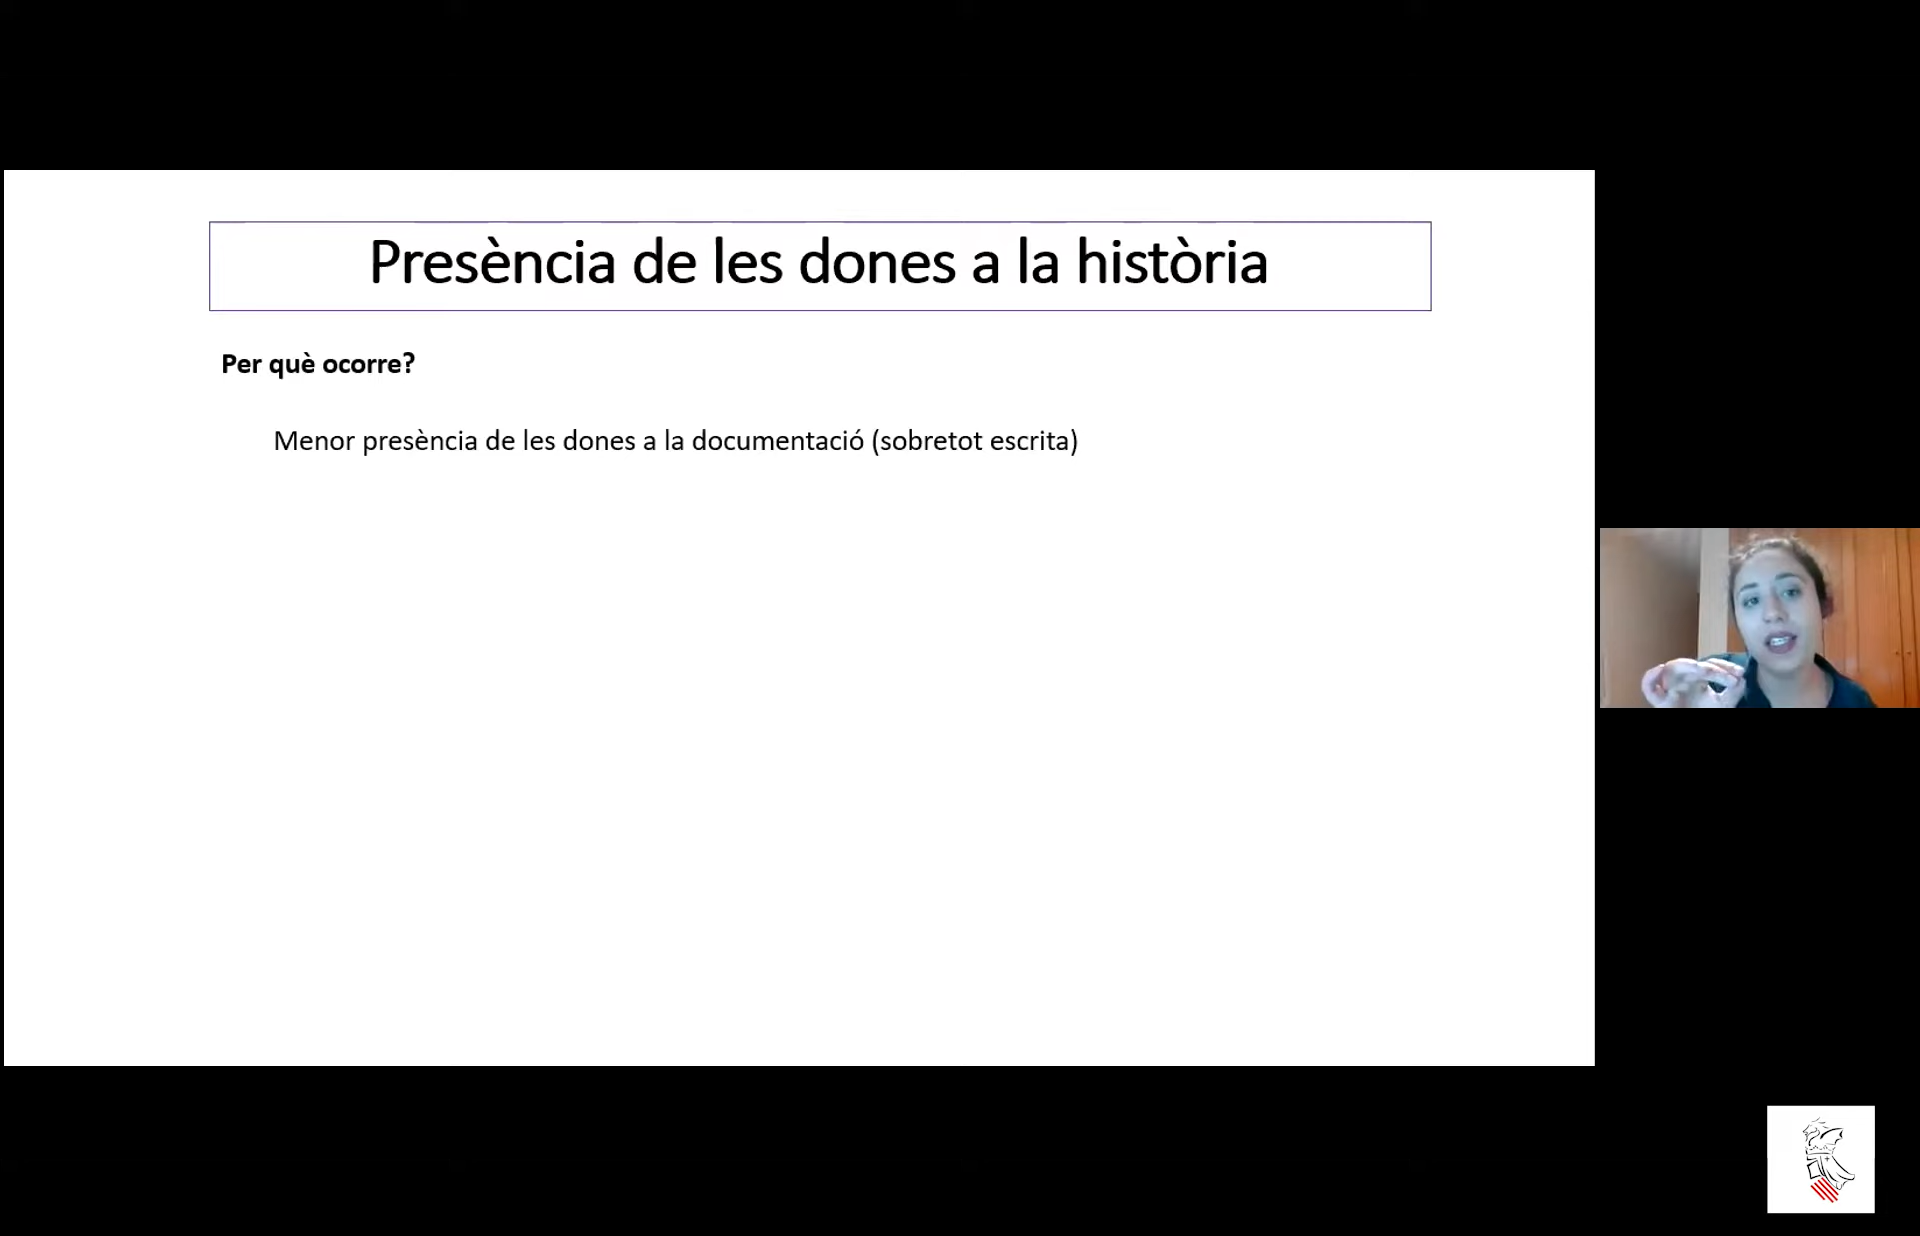 Presència de les dones a la història
Per què ocorre?
Menor presència de les dones a la documentació (sobretot escrita)